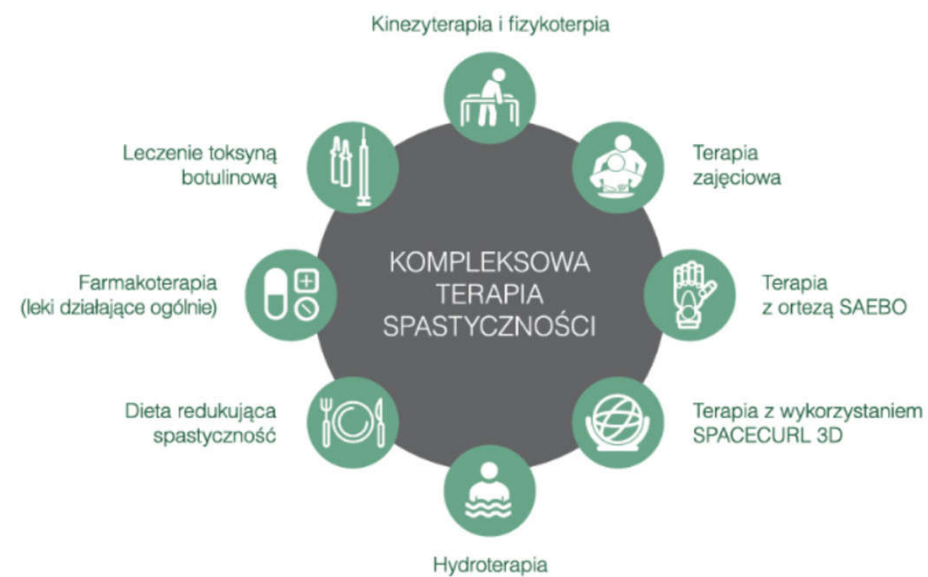 Kinezyterapia i fizykoterpia
Leczenie toksyną
botulinową
Terapia
zajęciowa
KOMPLEKSOWA
TERAPIA
SPASTYCZNOŚCI
Farmakoterapia
(leki działające ogólnie)
Terapia
z ortezą SAEBO
Dieta redukująca
spastyczność
Terapia z wykorzystaniem
SPACECURL 3D
Hydroterapia